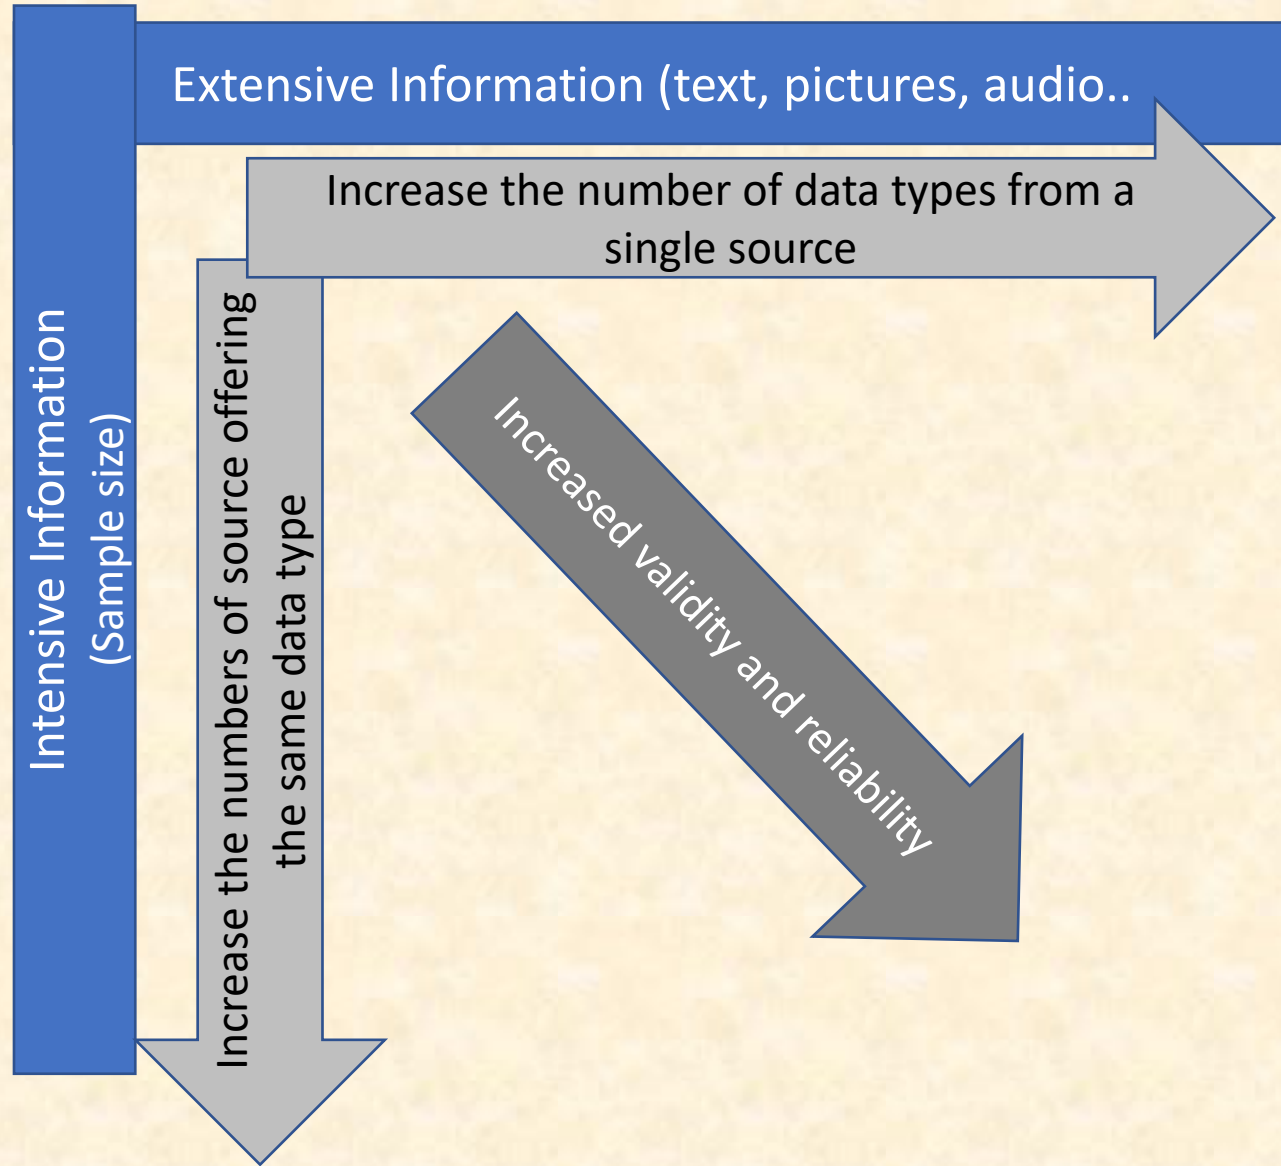 Extensive Information (text, pictures, audio..
Increase the number of data types from a
single source
Intensive Information
(Sample size)
Increase the numbers of source offering
the same data type
Increased validity and reliability